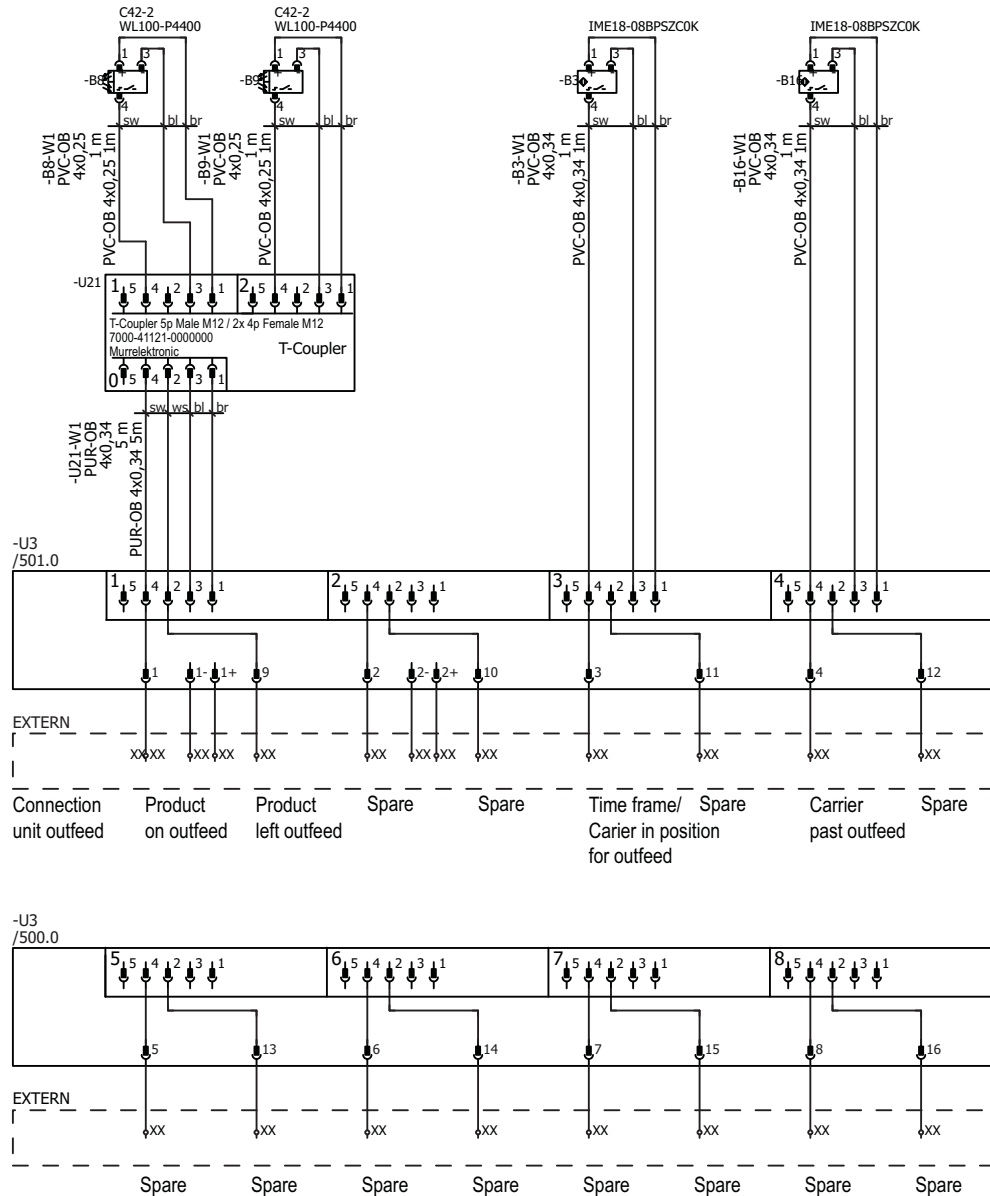 C42-2
WL100-P4400
C42-2
WL100-P4400
IME18-08BPSZC0K
IME18-08BPSZC0K
1 3
1 3
1 3
1 3
-B8
-B9
-B3
-B16
4
4
4
4
sw bl br
sw bl br
sw bl br
sw bl br
-B8-W1
PVC-OB
4x0,25
1 m
PVC-OB 4x0,25 1m
-B9-W1
PVC-OB
4x0,25
1 m
PVC-OB 4x0,25 1m
-B3-W1
PVC-OB
4x0,34
1 m
PVC-OB 4x0,34 1m
-B16-W1
PVC-OB
4x0,34
1 m
PVC-OB 4x0,34 1m
-U21
1 5 4 2 3 1
2 5 4 2 3 1
T-Coupler 5p Male M12 / 2x 4p Female M12
7000-41121-0000000
Murrelektronic
T-Coupler
0 5 4 2 3 1
sw ws bl br
-U21-W1
PUR-OB
4x0,34
5 m
PUR-OB 4x0,34 5m
-U3
/501.0
1 5 4 2 3 1
2 5 4 2 3 1
3 5 4 2 3 1
4 5 4 2 3 1
1 1- 1+ 9 2 2- 2+ 10 3 11 4 12
EXTERN
XX XX XX XX XX XX XX XX XX XX XX XX XX
Connection
unit outfeed
Product
on outfeed
Product
left outfeed
Spare
Spare
Time frame/
Carier in position
for outfeed
Spare
Carrier
past outfeed
Spare
-U3
/500.0
5 5 4 2 3 1
6 5 4 2 3 1
7 5 4 2 3 1
8 5 4 2 3 1
5 13 6 14 7 15 8 16
EXTERN
XX XX XX XX XX XX XX XX
Spare Spare Spare Spare Spare Spare Spare Spare